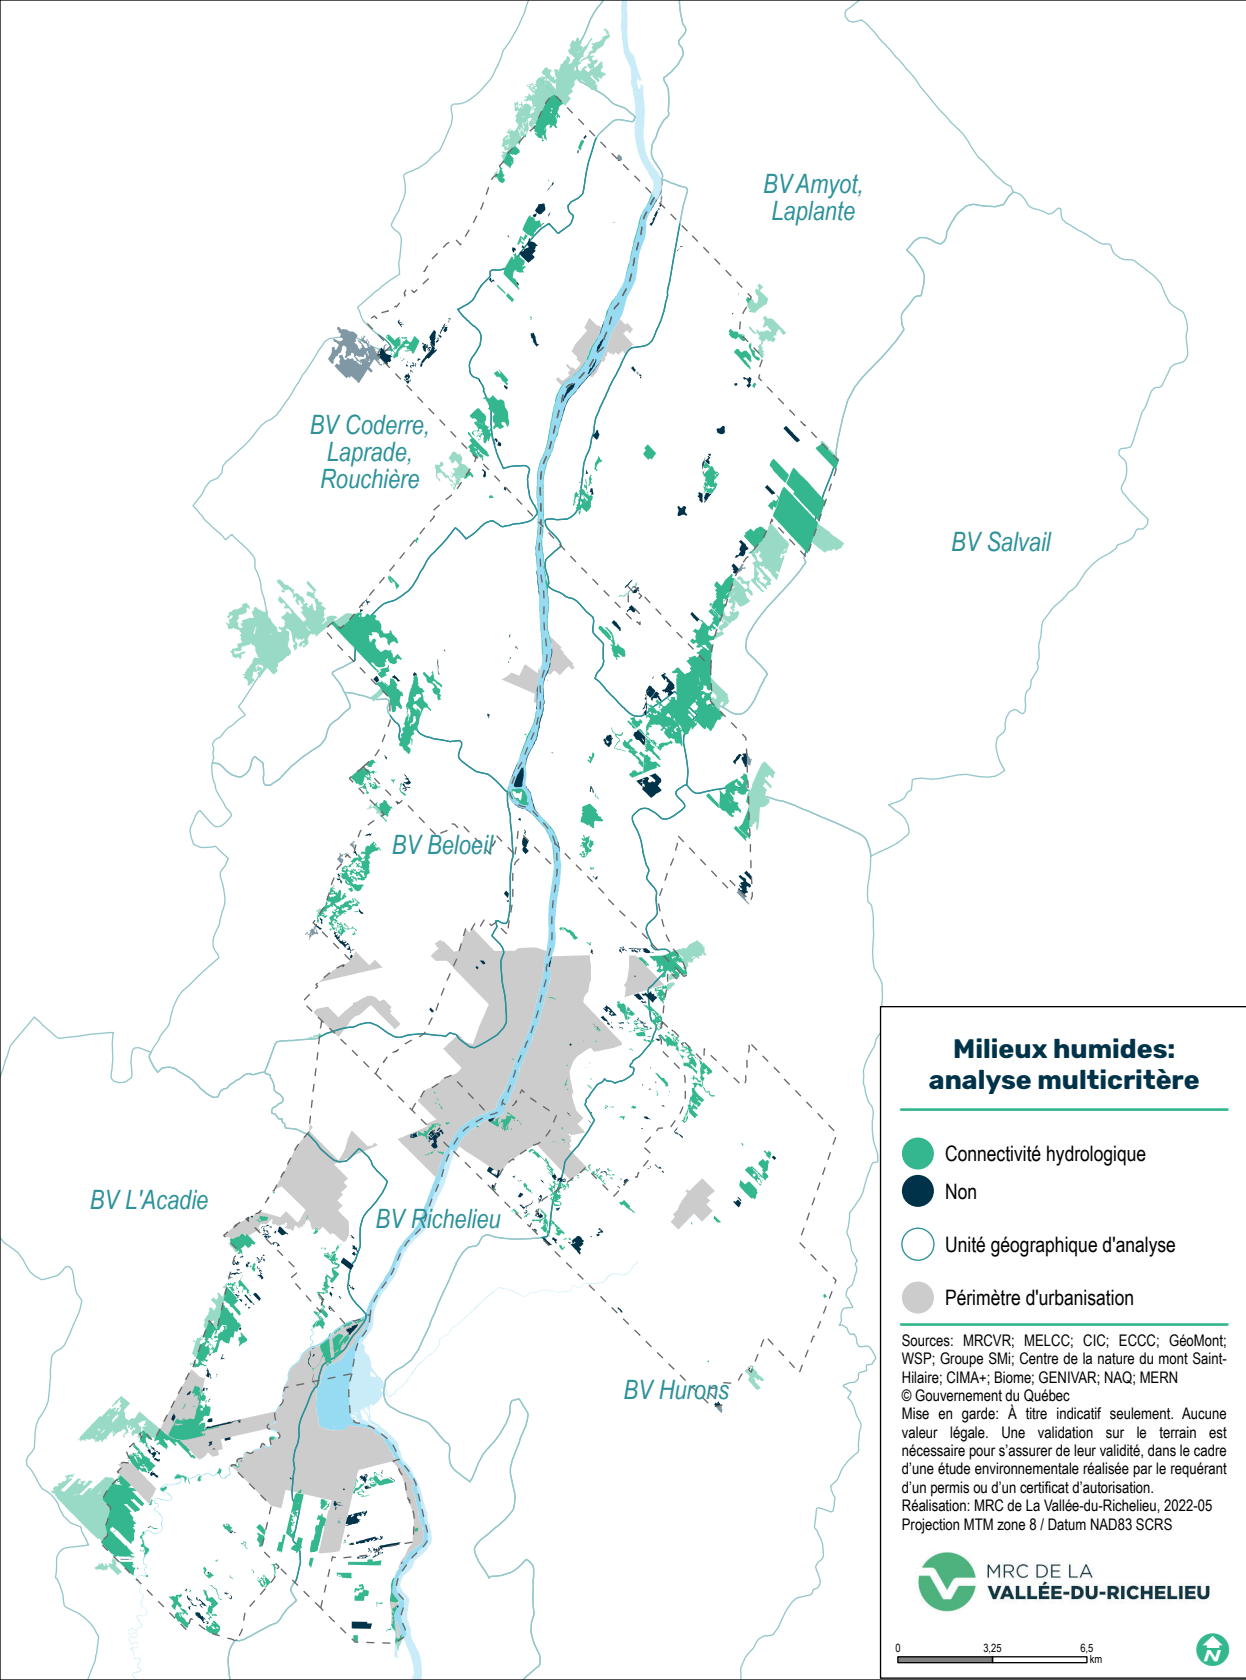 BV Amyot,
Laplante
BV Coderre,
Laprade,
Rouchière
BV Salvail
BV Beloeil
BV L'Acadie
BV Richelieu
BV Hurons
Milieux humides:
analyse multicritère
Connectivité hydrologique
Non
Unité géographique d'analyse
Périmètre d'urbanisation
Sources: MRCVR; MELCC; CIC; ECCC; GéoMont;
WSP; Groupe SMi; Centre de la nature du mont Saint-
Hilaire; CIMA+; Biome; GENIVAR; NAQ; MERN
© Gouvernement du Québec
Mise en garde: À titre indicatif seulement. Aucune
valeur légale. Une validation sur le terrain est
nécessaire pour s'assurer de leur validité, dans le cadre
d'une étude environnementale réalisée par le requérant
d'un permis ou d'un certificat d'autorisation.
Réalisation: MRC de La Vallée-du-Richelieu, 2022-05
Projection MTM zone 8 / Datum NAD83 SCRS
MRC DE LA
VALLÉE-DU-RICHELIEU
0 3,25 6,5
km
N